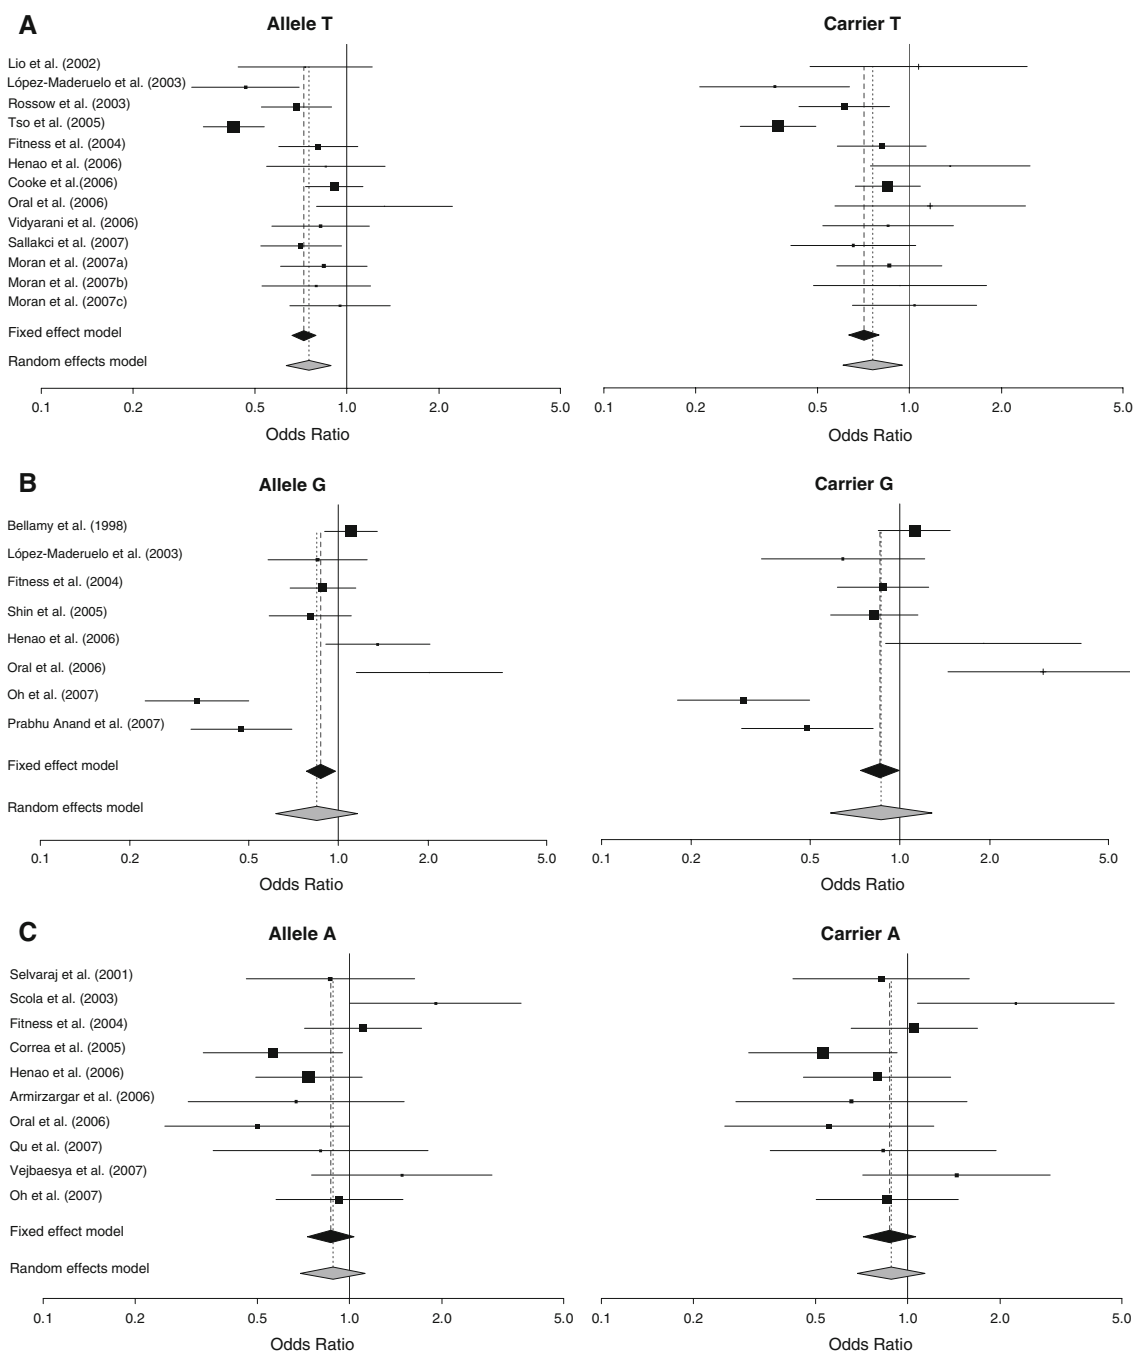 A
Allele T
Carrier T
Lio et al. (2002)
López-Maderuelo et al. (2003)
Rossow et al. (2003)
Tso et al. (2005)
Fitness et al. (2004)
Henao et al. (2006)
Cooke et al.(2006)
Oral et al. (2006)
Vidyarani et al. (2006)
Sallakci et al. (2007)
Moran et al. (2007a)
Moran et al. (2007b)
Moran et al. (2007c)
Fixed effect model
Random effects model
0.1 0.2 0.5 1.0 2.0 5.0
0.1 0.2 0.5 1.0 2.0 5.0
Odds Ratio
Odds Ratio
B
Allele G
Carrier G
Bellamy et al. (1998)
López-Maderuelo et al. (2003)
Fitness et al. (2004)
Shin et al. (2005)
Henao et al. (2006)
Oral et al. (2006)
Oh et al. (2007)
Prabhu Anand et al. (2007)
Fixed effect model
Random effects model
0.1 0.2 0.5 1.0 2.0 5.0
0.1 0.2 0.5 1.0 2.0 5.0
Odds Ratio
Odds Ratio
C
Allele A
Carrier A
Selvaraj et al. (2001)
Scola et al. (2003)
Fitness et al. (2004)
Correa et al. (2005)
Henao et al. (2006)
Armirzargar et al. (2006)
Oral et al. (2006)
Qu et al. (2007)
Vejbaesya et al. (2007)
Oh et al. (2007)
Fixed effect model
Random effects model
0.1 0.2 0.5 1.0 2.0 5.0
0.1 0.2 0.5 1.0 2.0 5.0
Odds Ratio
Odds Ratio